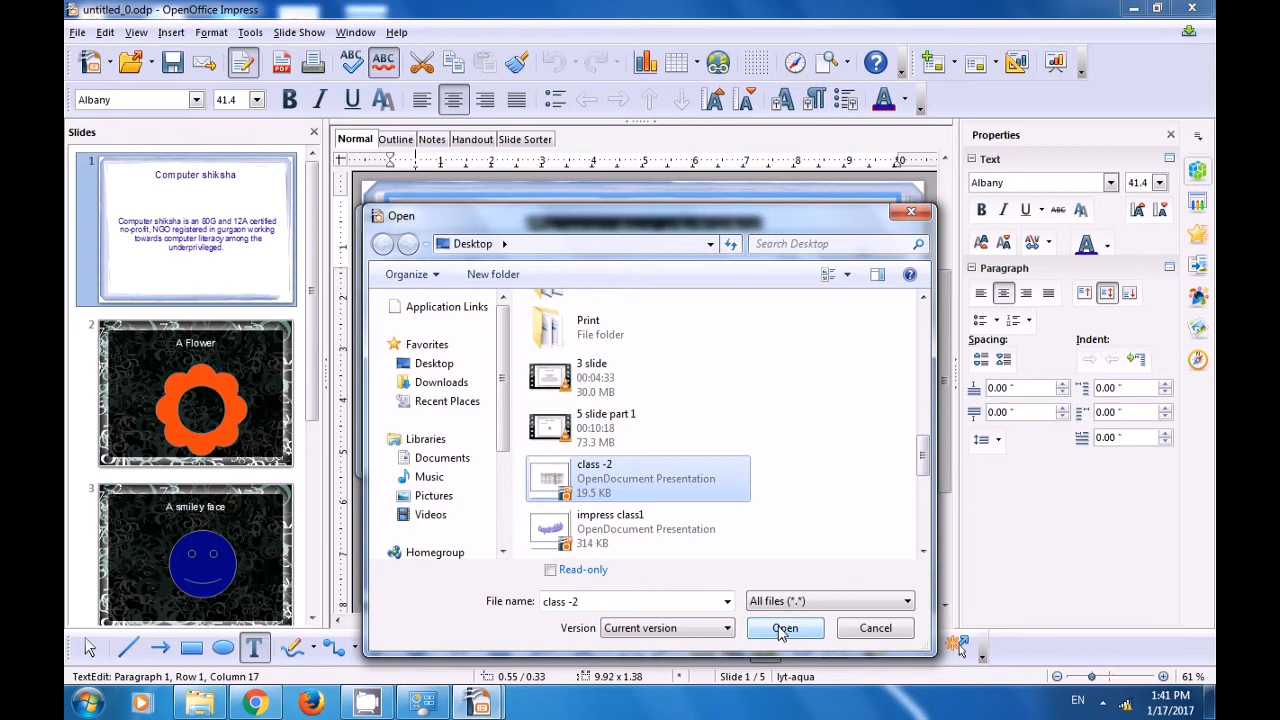 untitled_0.odp - OpenOffice Impress
File Edit View Insert Format Tools Slide Show Window Help
ABC ABC
Albany 41.4
Slides
Normal Outline Notes Handout Slide Sorter
1
Computer shiksha
Computer shiksha is an 80G and 12A certified
no-profit, NGO registered in gurgaon working
towards computer literacy among the
underprivileged.
2
A Flower
3
A smiley face
Open
Desktop
Search Desktop
Organize New folder
Application Links
Favorites
Desktop
Downloads
Recent Places
Libraries
Documents
Music
Pictures
Videos
Homegroup
Print
File folder
3 slide
00:04:33
30.0 MB
5 slide part 1
00:10:18
73.3 MB
class -2
OpenDocument Presentation
19.5 KB
impress class1
OpenDocument Presentation
314 KB
Read-only
File name: class -2 All files (*.*)
Version Current version Open Cancel
Properties
Text
Albany 41.4
Paragraph
Spacing: Indent:
0.00 " 0.00 "
0.00 " 0.00 "
0.00 "
TextEdit: Paragraph 1, Row 1, Column 17 0.55 / 0.33 9.92 x 1.38 * Slide 1 / 5 lyt-aqua 61 %
EN 1:41 PM
1/17/2017